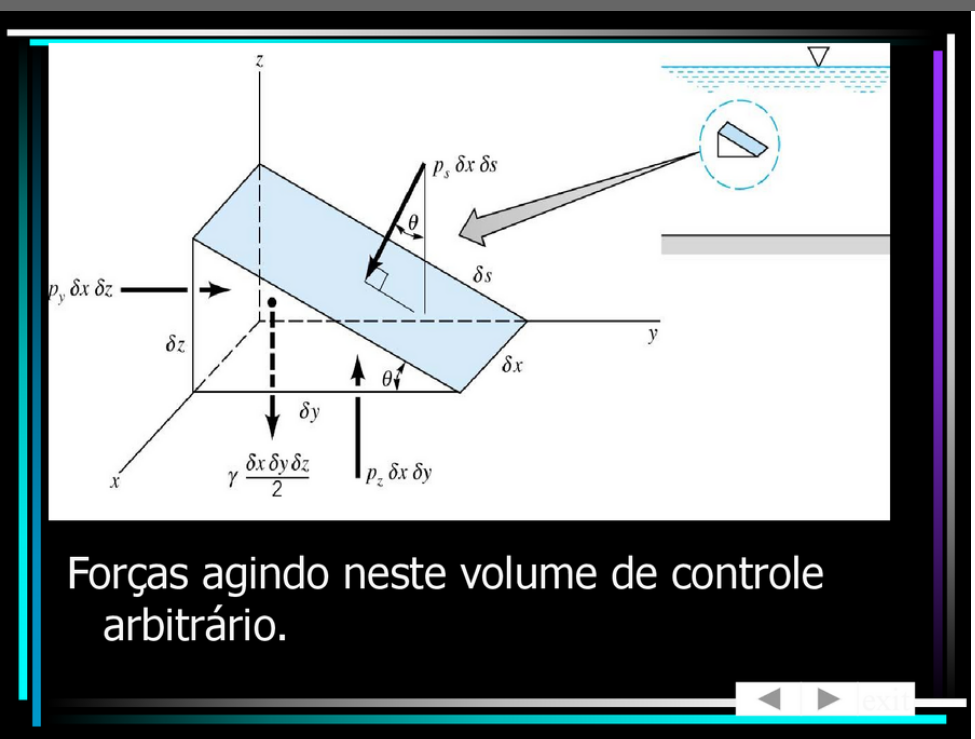 z
p_s δx δs
θ
δs
p_y δx δz
y
δz
δx
θ
δy
x
γ δx δy δz / 2
p_z δx δy
Forças agindo neste volume de controle
arbitrário.
exit